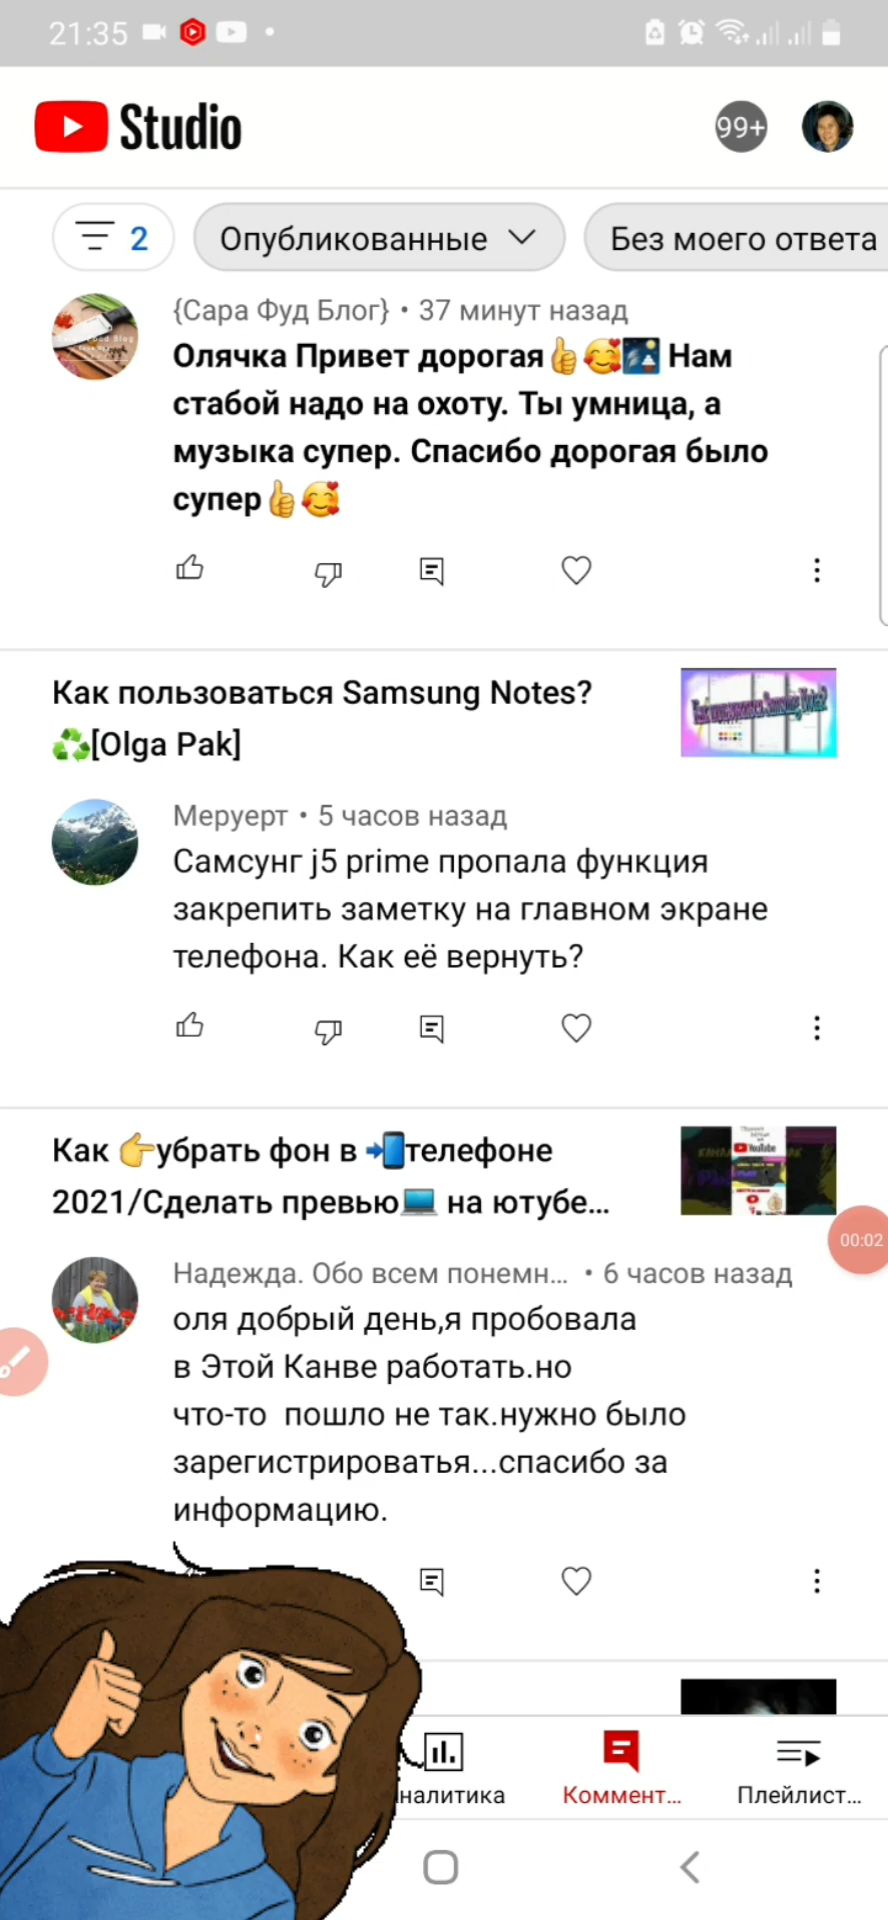 21:35
Studio
99+
2
Опубликованные
Без моего ответа
{Сара Фуд Блог} • 37 минут назад
Олячка Привет дорогая👍🥰🌠 Нам
стабой надо на охоту. Ты умница, а
музыка супер. Спасибо дорогая было
супер👍🥰
Как пользоваться Samsung Notes?
♻️[Olga Pak]
Меруерт • 5 часов назад
Самсунг j5 prime пропала функция
закрепить заметку на главном экране
телефона. Как её вернуть?
Как 👉убрать фон в 📲телефоне
2021/Сделать превью💻 на ютубе...
YouTube
00:02
Надежда. Обо всем понемн... • 6 часов назад
оля добрый день,я пробовала
в Этой Канве работать.но
что-то  пошло не так.нужно было
зарегистрироватья...спасибо за
информацию.
налитика
Коммент...
Плейлист...